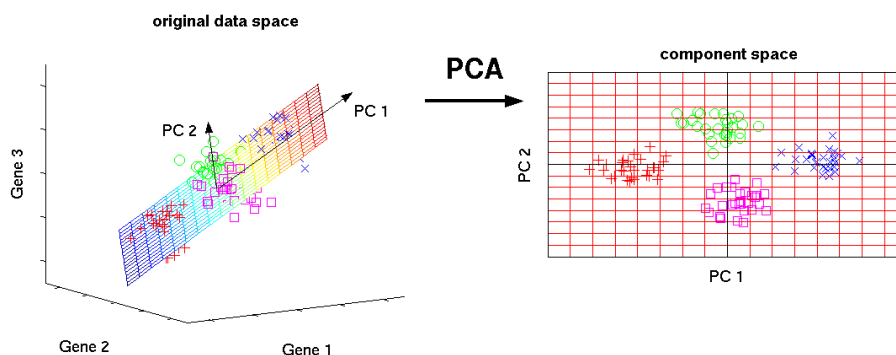 original data space
PC 2
PC 1
Gene 3
Gene 2
Gene 1
PCA
component space
PC 2
PC 1